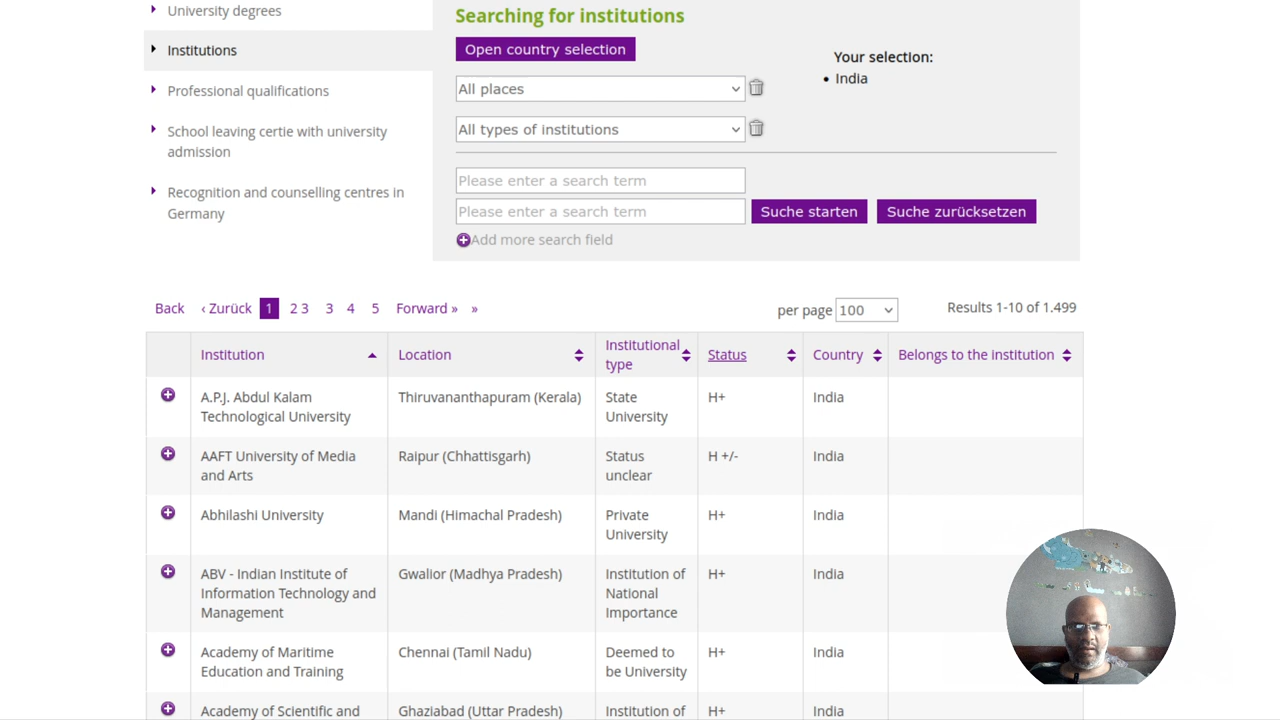 University degrees
Institutions
Professional qualifications
School leaving certie with university
admission
Recognition and counselling centres in
Germany
Searching for institutions
Open country selection
All places
All types of institutions
Your selection:
• India
Please enter a search term
Please enter a search term
Suche starten
Suche zurücksetzen
Add more search field
Back ‹ Zurück 1 2 3 3 4 5 Forward » »
per page 100
Results 1-10 of 1.499
Institution
Location
Institutional
type
Status
Country
Belongs to the institution
A.P.J. Abdul Kalam
Technological University
Thiruvananthapuram (Kerala)
State
University
H+
India
AAFT University of Media
and Arts
Raipur (Chhattisgarh)
Status
unclear
H +/-
India
Abhilashi University
Mandi (Himachal Pradesh)
Private
University
H+
India
ABV - Indian Institute of
Information Technology and
Management
Gwalior (Madhya Pradesh)
Institution of
National
Importance
H+
India
Academy of Maritime
Education and Training
Chennai (Tamil Nadu)
Deemed to
be University
H+
India
Academy of Scientific and
Ghaziabad (Uttar Pradesh)
Institution of
H+
India